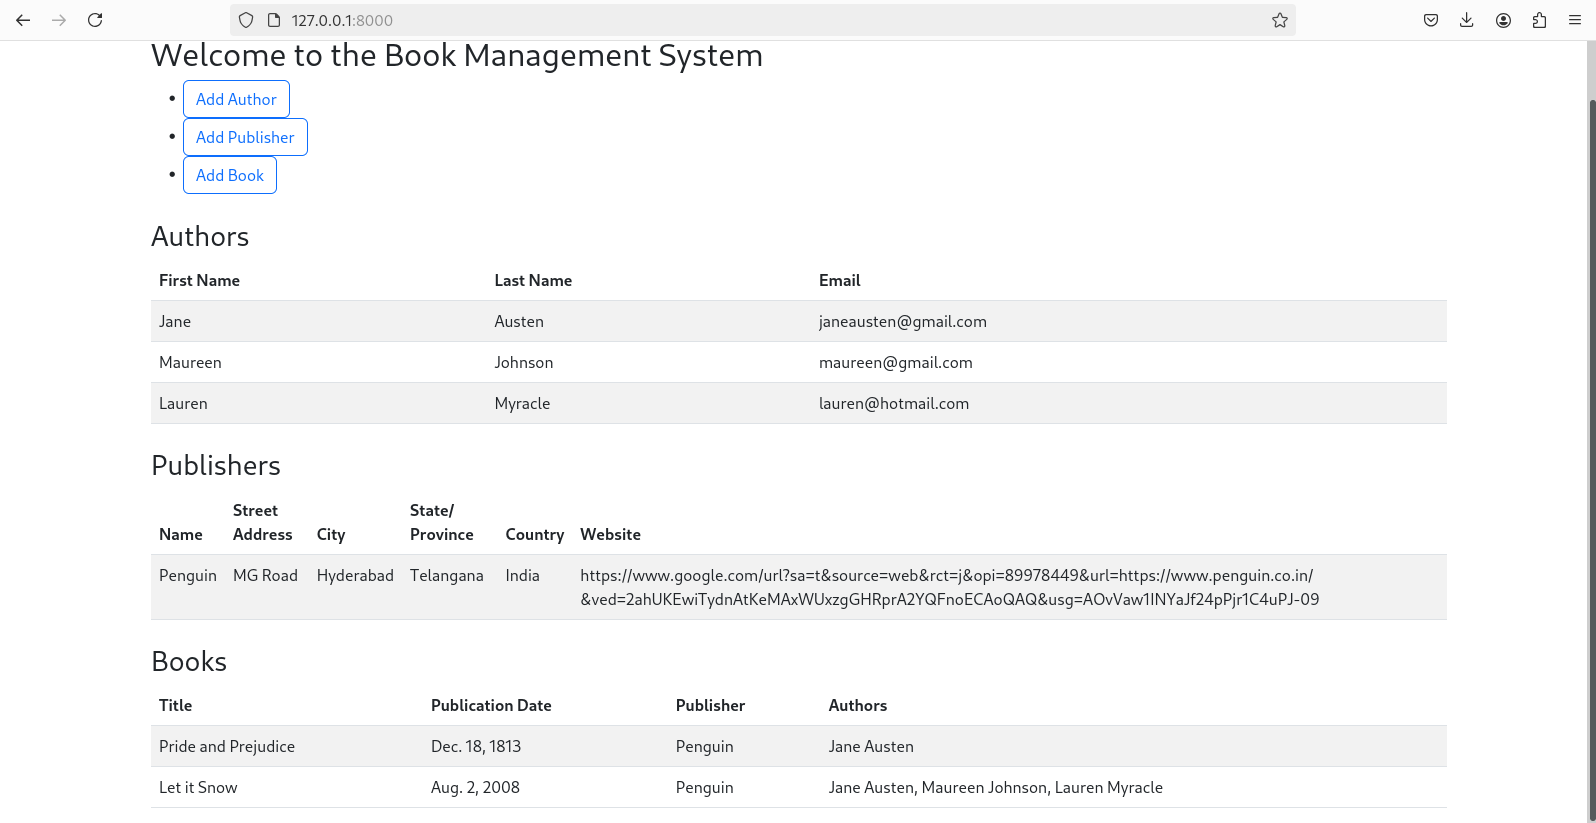 127.0.0.1:8000
Welcome to the Book Management System
Add Author
Add Publisher
Add Book
Authors
First Name Last Name Email
Jane Austen janeausten@gmail.com
Maureen Johnson maureen@gmail.com
Lauren Myracle lauren@hotmail.com
Publishers
Street State/
Name Address City Province Country Website
Penguin MG Road Hyderabad Telangana India https://www.google.com/url?sa=t&source=web&rct=j&opi=89978449&url=https://www.penguin.co.in/
&ved=2ahUKEwiTydnAtKeMAxWUxzgGHRprA2YQFnoECAoQAQ&usg=AOvVaw1INYaJf24pPjr1C4uPJ-09
Books
Title Publication Date Publisher Authors
Pride and Prejudice Dec. 18, 1813 Penguin Jane Austen
Let it Snow Aug. 2, 2008 Penguin Jane Austen, Maureen Johnson, Lauren Myracle